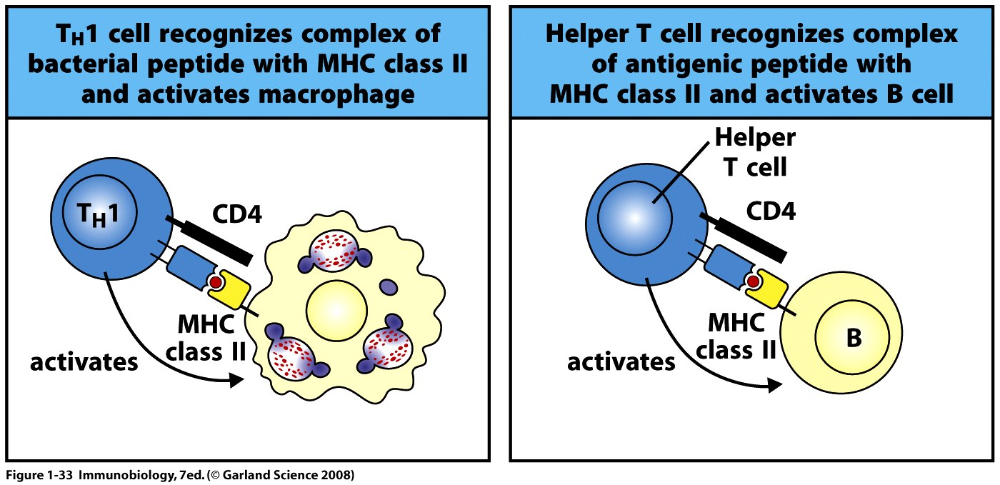 T_H1 cell recognizes complex of
bacterial peptide with MHC class II
and activates macrophage
T_H1
CD4
MHC
class II
activates
Helper T cell recognizes complex
of antigenic peptide with
MHC class II and activates B cell
Helper
T cell
CD4
MHC
class II
activates
B
Figure 1-33 Immunobiology, 7ed. (© Garland Science 2008)